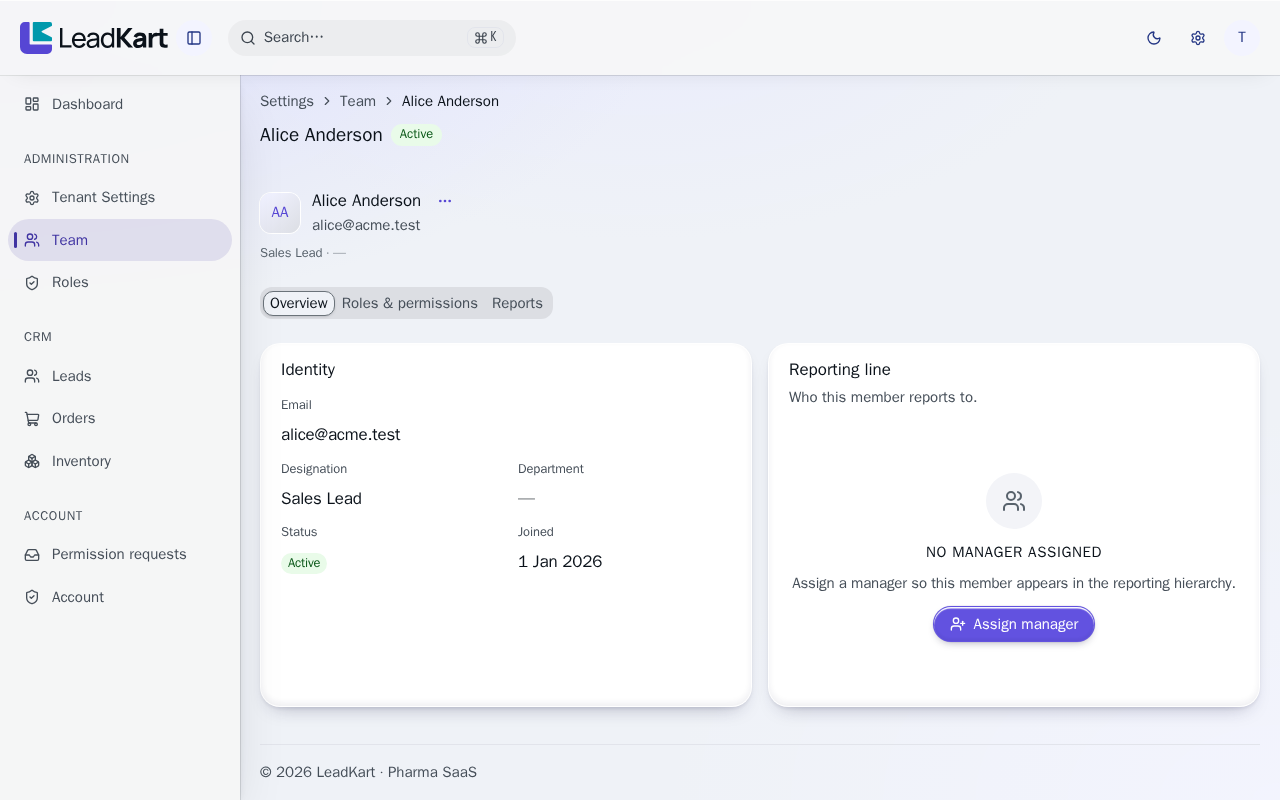 LeadKart
Search···
⌘K
T
Dashboard
ADMINISTRATION
Tenant Settings
Team
Roles
CRM
Leads
Orders
Inventory
ACCOUNT
Permission requests
Account
Settings > Team > Alice Anderson
Alice Anderson Active
AA
Alice Anderson ···
alice@acme.test
Sales Lead · —
Overview Roles & permissions Reports
Identity
Email
alice@acme.test
Designation Department
Sales Lead —
Status Joined
Active 1 Jan 2026
Reporting line
Who this member reports to.
NO MANAGER ASSIGNED
Assign a manager so this member appears in the reporting hierarchy.
Assign manager
© 2026 LeadKart · Pharma SaaS